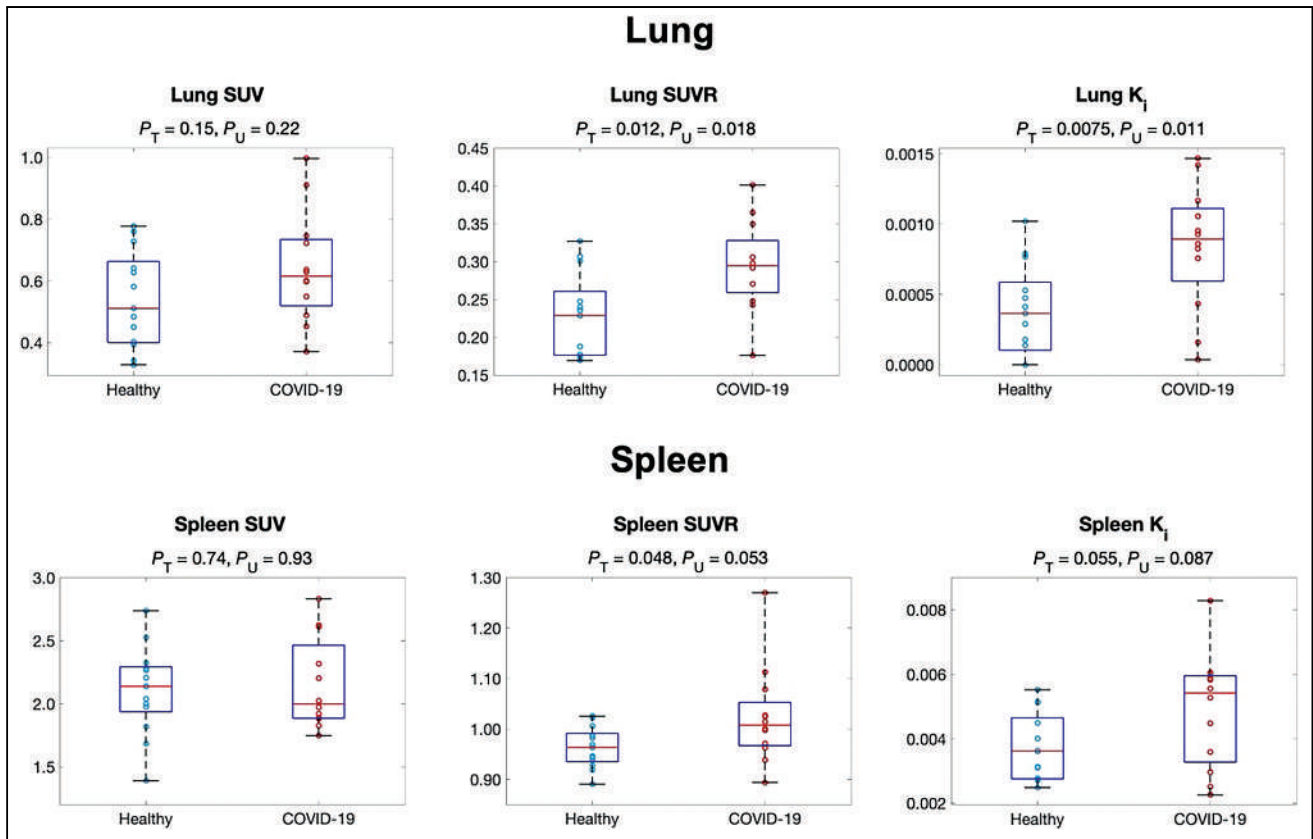 Lung
Lung SUV
P_T = 0.15, P_U = 0.22
1.0
0.8
0.6
0.4
Healthy COVID-19
Lung SUVR
P_T = 0.012, P_U = 0.018
0.45
0.40
0.35
0.30
0.25
0.20
0.15
Healthy COVID-19
Lung K_i
P_T = 0.0075, P_U = 0.011
0.0015
0.0010
0.0005
0.0000
Healthy COVID-19
Spleen
Spleen SUV
P_T = 0.74, P_U = 0.93
3.0
2.5
2.0
1.5
Healthy COVID-19
Spleen SUVR
P_T = 0.048, P_U = 0.053
1.30
1.20
1.10
1.00
0.90
Healthy COVID-19
Spleen K_i
P_T = 0.055, P_U = 0.087
0.008
0.006
0.004
0.002
Healthy COVID-19